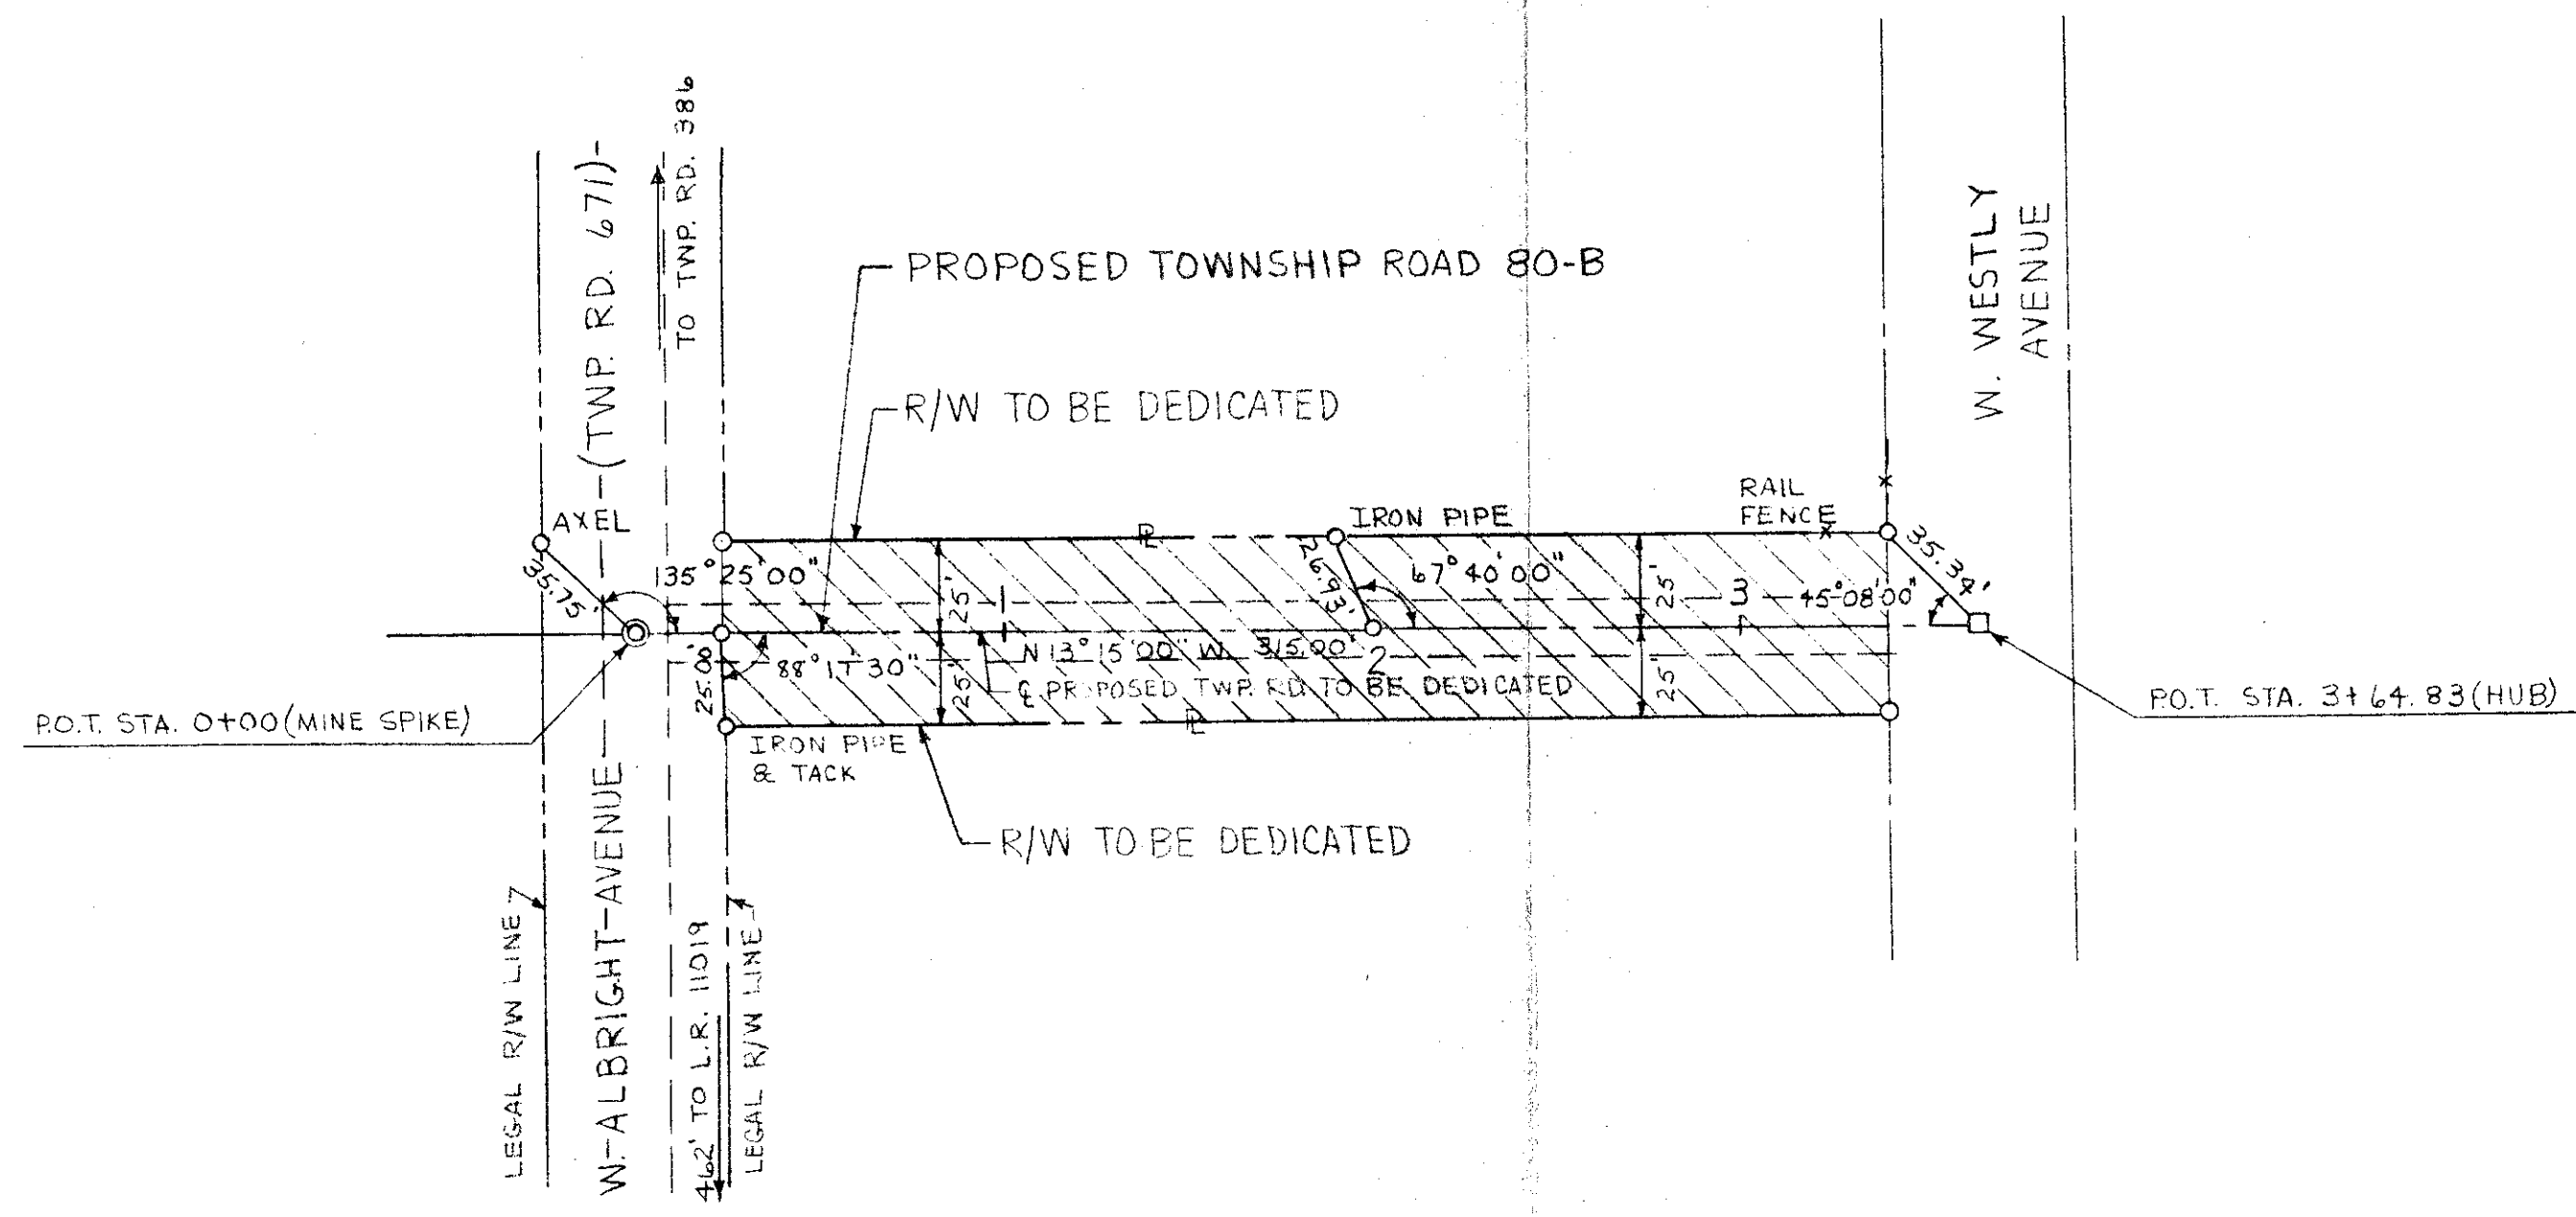 TO TWP. RD. 386
W.-ALBRIGHT-AVENUE-(TWP. RD. 671)-
W. WESTLY
AVENUE
PROPOSED TOWNSHIP ROAD 80-B
R/W TO BE DEDICATED
AXEL
IRON PIPE
RAIL
FENCE
35.75'
135°25'00"
25'
26.93'
67°40'00"
25'
3
45°08'00"
35.34'
25.00'
88°17'30"
25'
N 13°15'00" W 315.00'
2
25'
℄ PROPOSED TWP. RD. TO BE DEDICATED
P.O.T. STA. 0+00 (MINE SPIKE)
P.O.T. STA. 3+64.83 (HUB)
IRON PIPE
& TACK
R/W TO BE DEDICATED
LEGAL R/W LINE
462' TO L.R. 11019
LEGAL R/W LINE